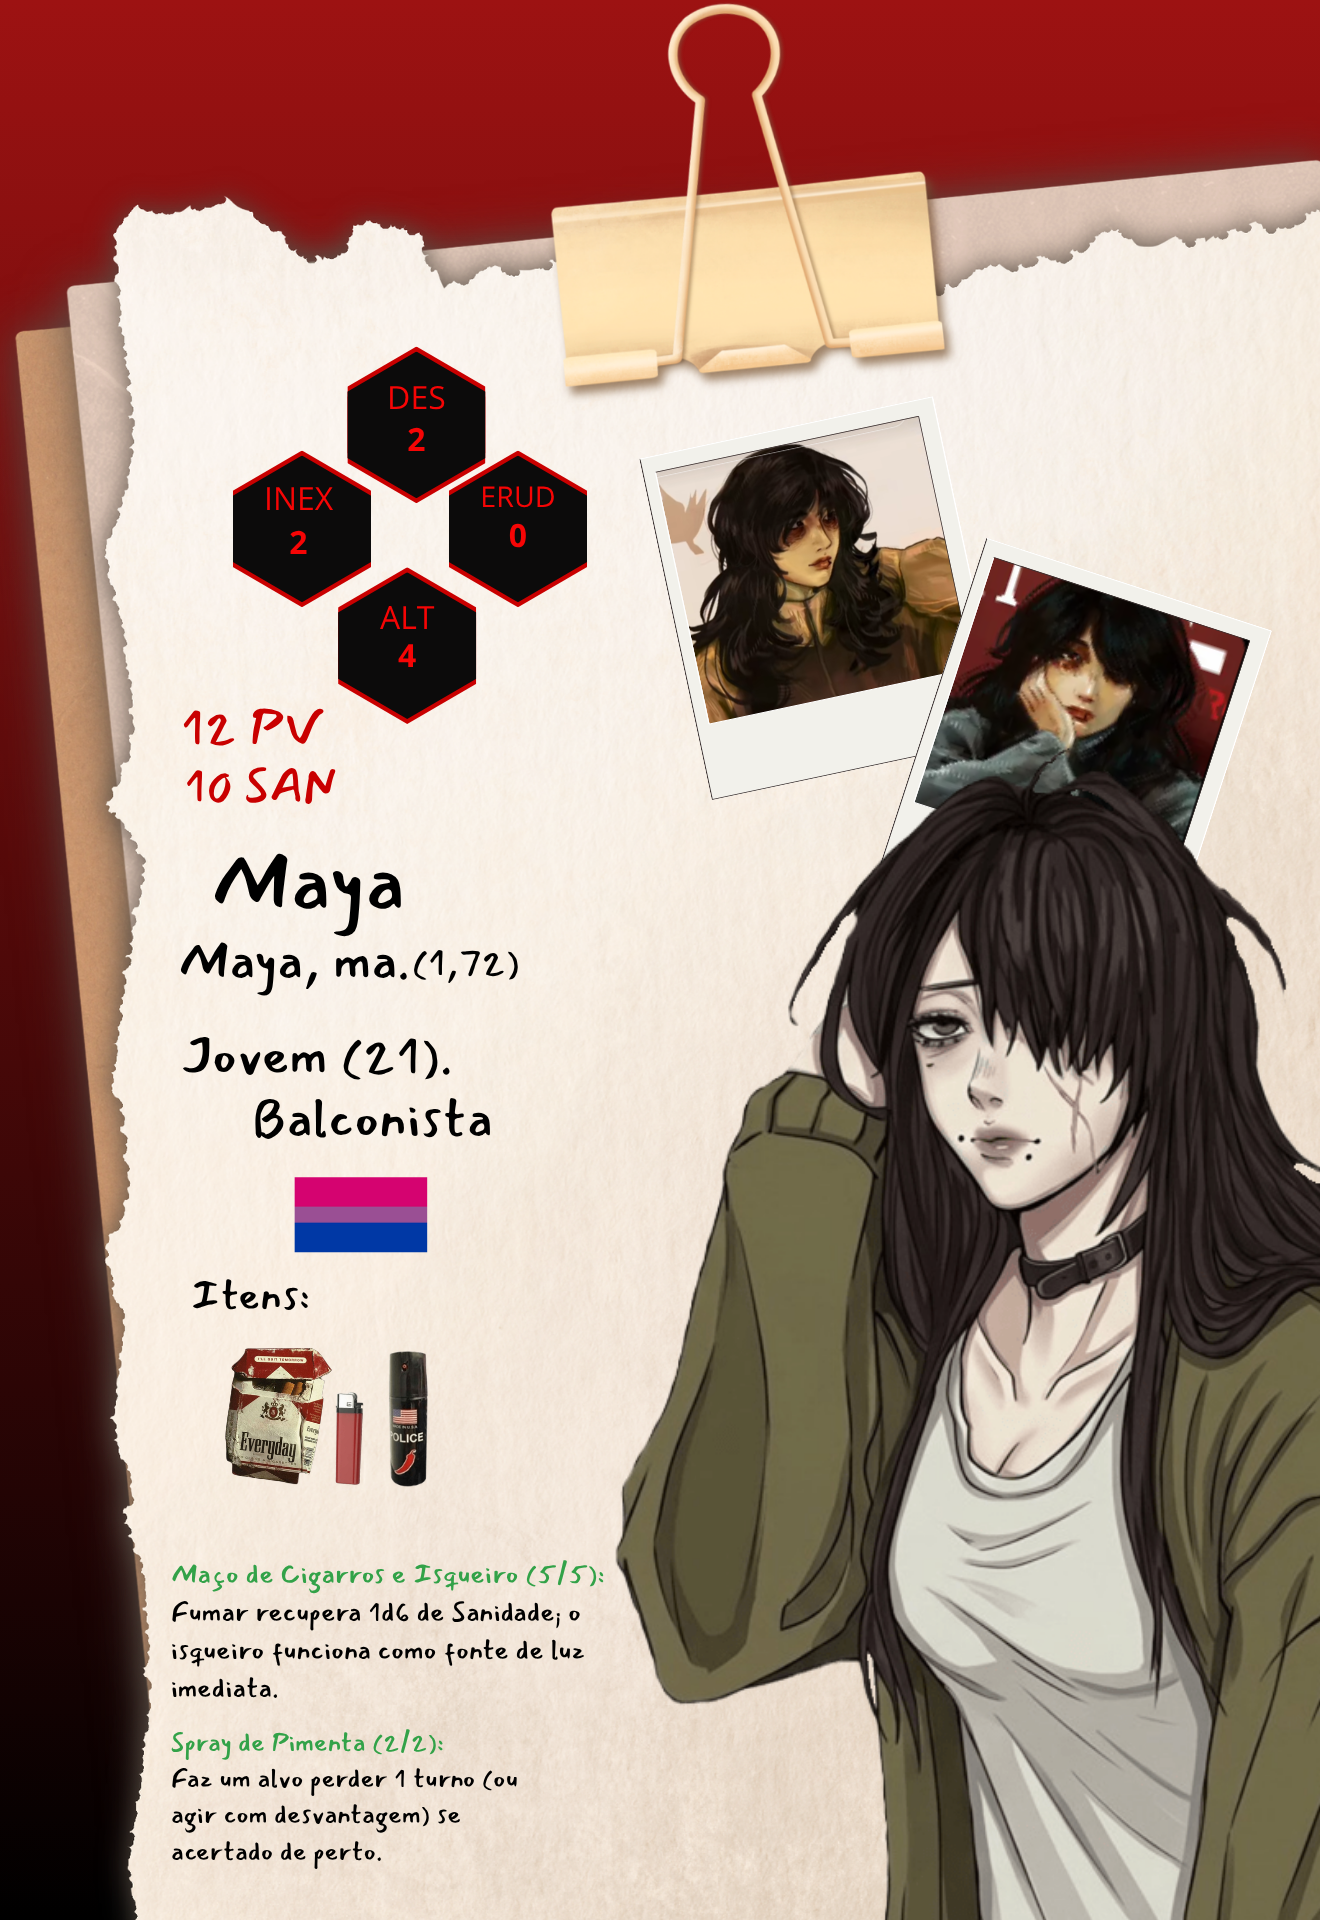 DES
2
INEX
2
ERUD
0
ALT
4
12 PV
10 SAN
Maya
Maya, ma.(1,72)
Jovem (21).
Balconista
Itens:
I'LL QUIT TOMORROW
Everyday
POLICE
Maço de Cigarros e Isqueiro (5/5):
Fumar recupera 1d6 de Sanidade; o
isqueiro funciona como fonte de luz
imediata.
Spray de Pimenta (2/2):
Faz um alvo perder 1 turno (ou
agir com desvantagem) se
acertado de perto.